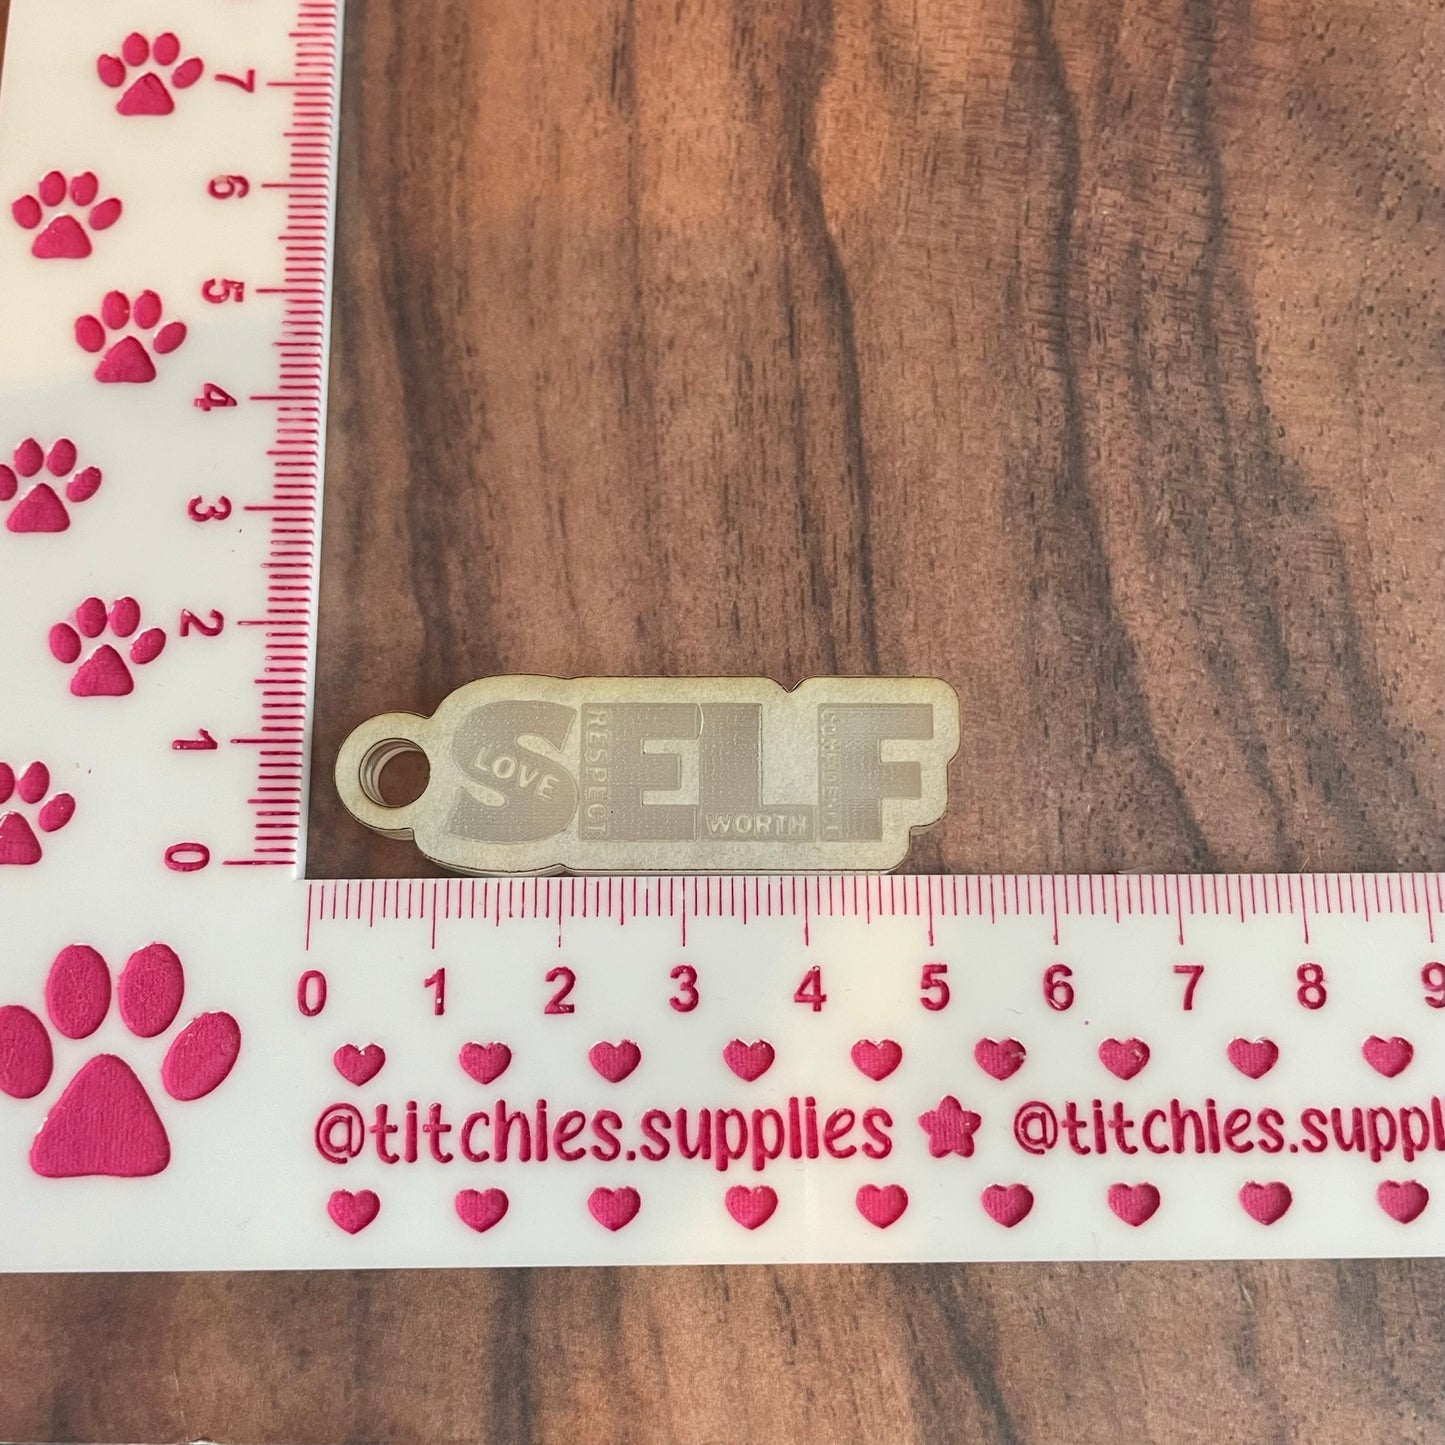 7
6
5
4
3
2
1
0
SELF
LOVE
RESPECT
WORTH
CONFIDENCE
0 1 2 3 4 5 6 7 8 9
@titchies.supplies @titchies.suppl